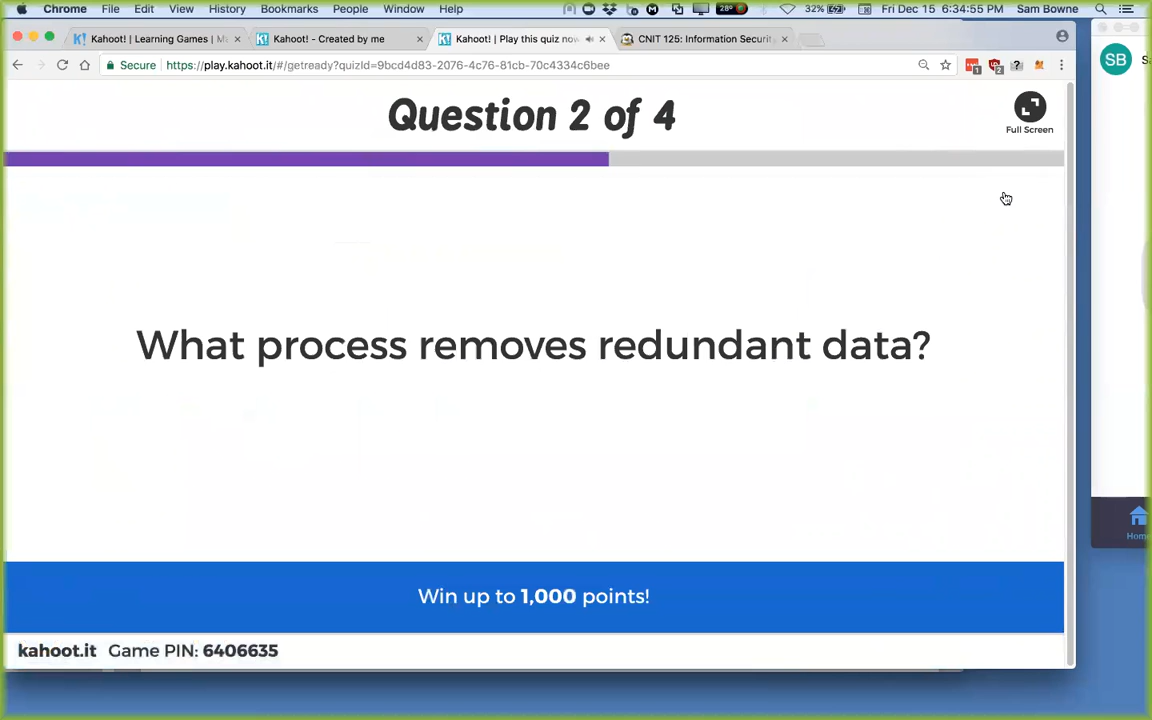 Chrome File Edit View History Bookmarks People Window Help 28° 32% Fri Dec 15 6:34:55 PM Sam Bowne
Kahoot! | Learning Games | M
Kahoot! - Created by me
Kahoot! | Play this quiz now
CNIT 125: Information Securit
SB
Secure https://play.kahoot.it/#/getready?quizId=9bcd4d83-2076-4c76-81cb-70c4334c6bee
Question 2 of 4
Full Screen
What process removes redundant data?
Win up to 1,000 points!
kahoot.it Game PIN: 6406635
Hom